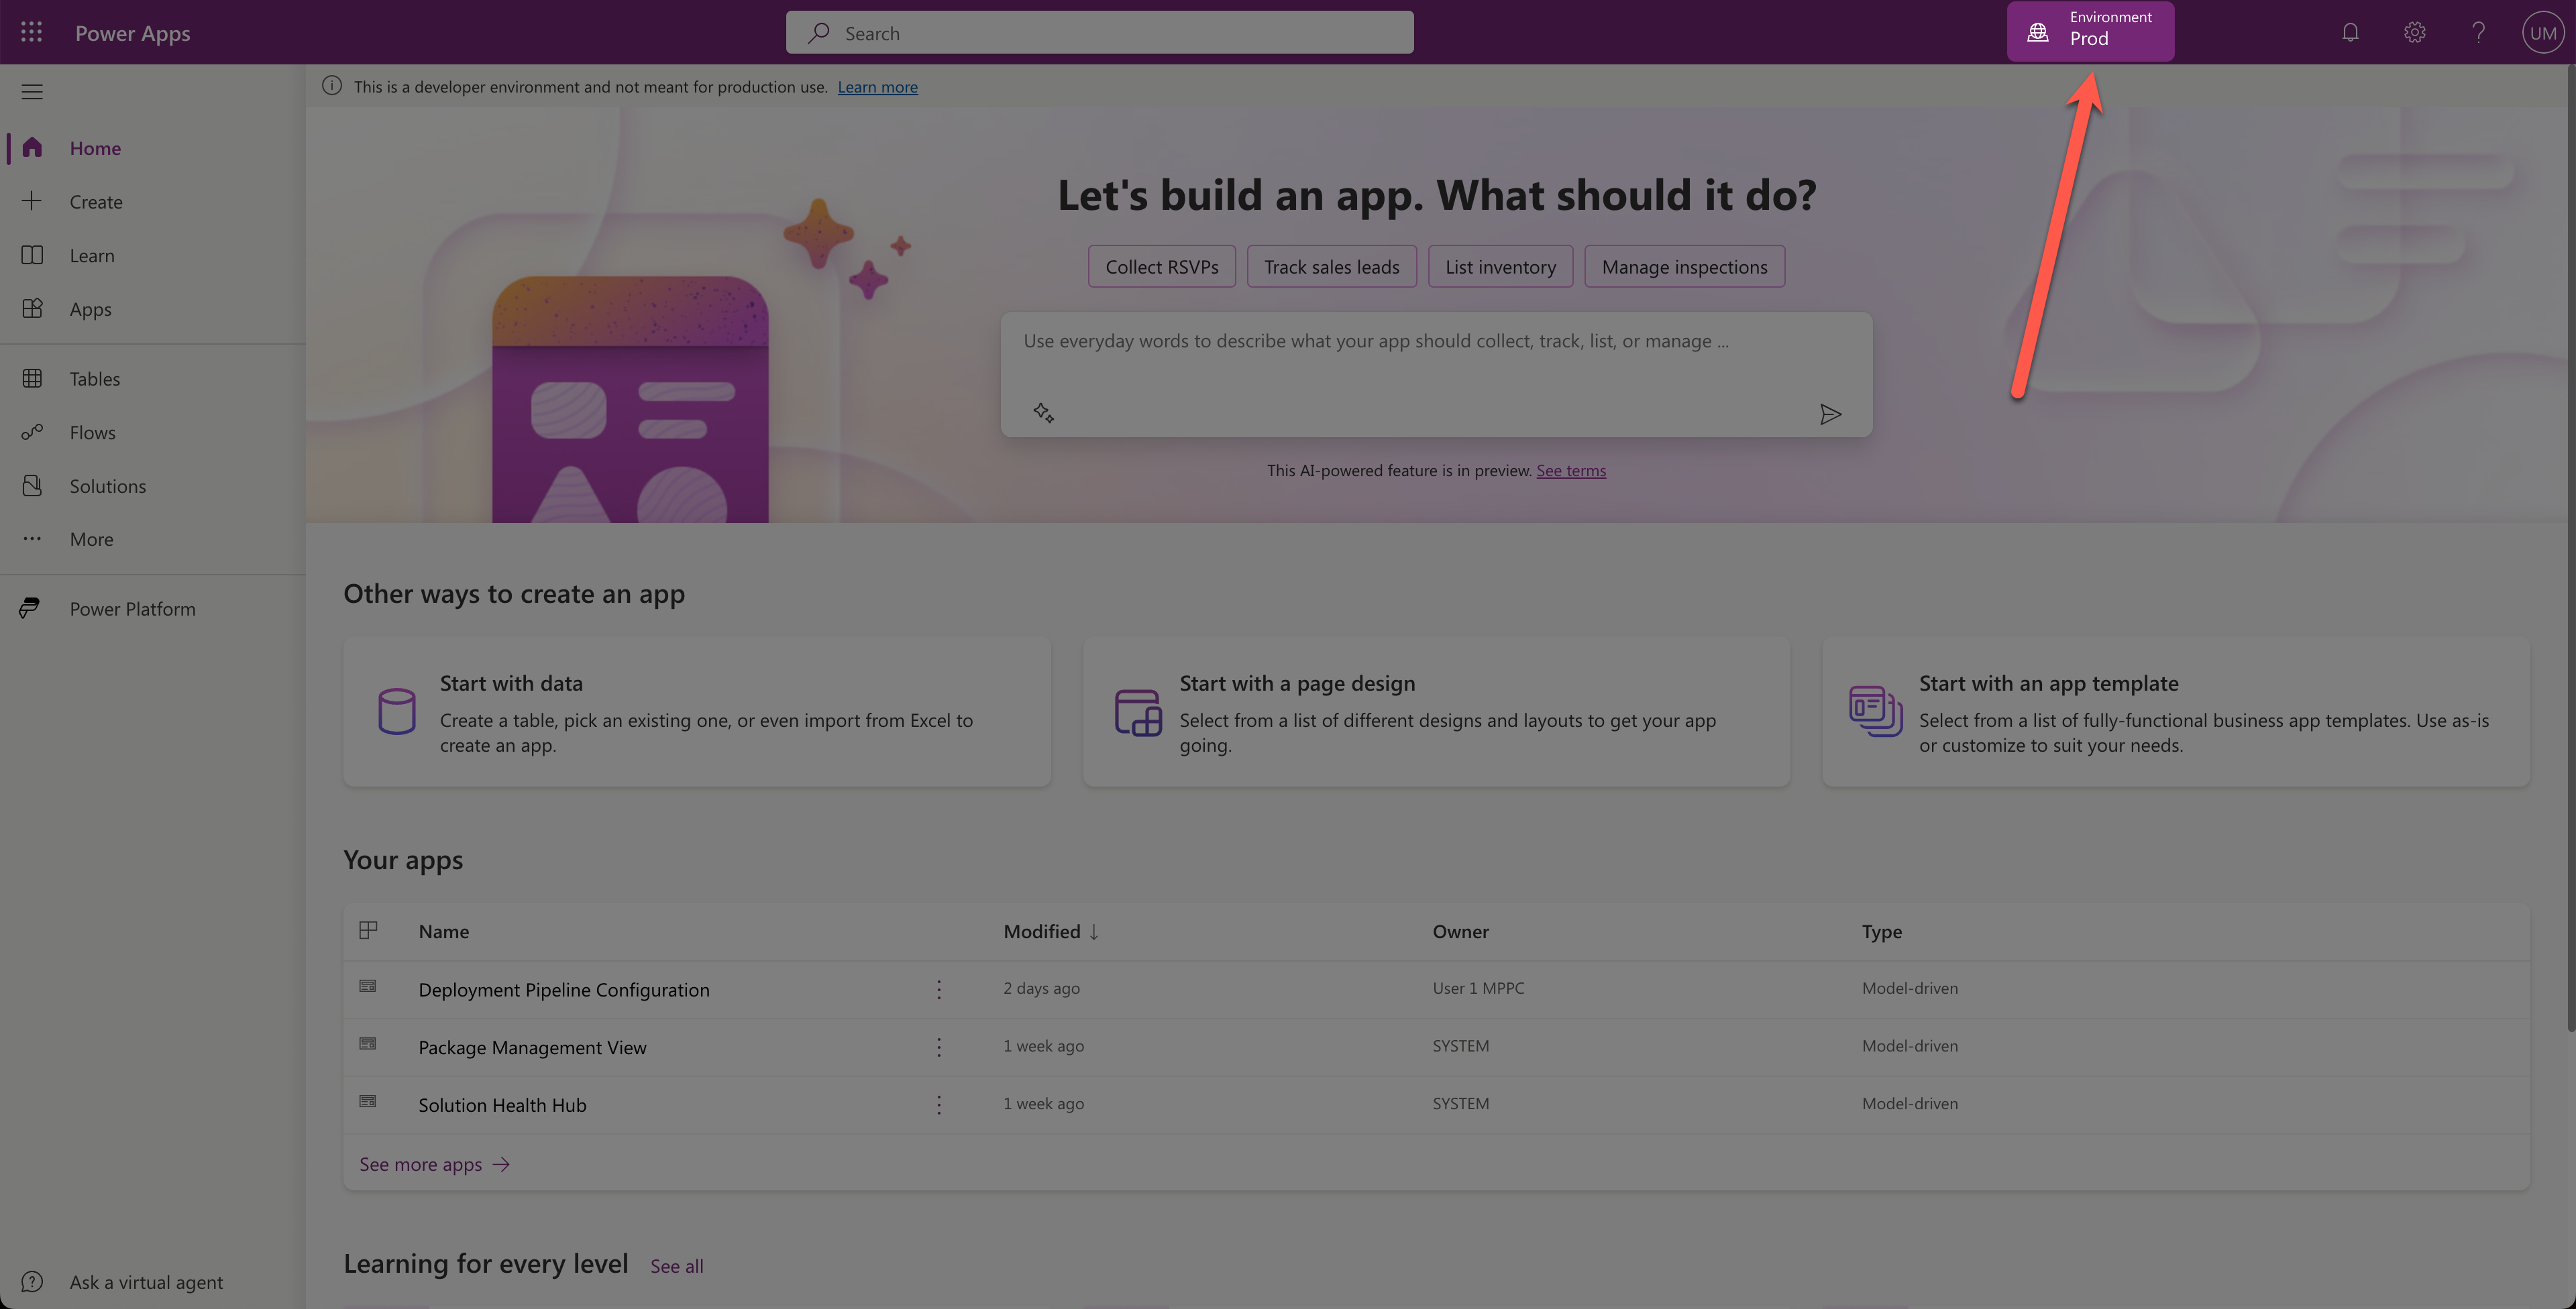 Power Apps
Search
Environment
Prod
UM
This is a developer environment and not meant for production use. Learn more
Home
Create
Learn
Apps
Tables
Flows
Solutions
More
Power Platform
Ask a virtual agent
Let's build an app. What should it do?
Collect RSVPs
Track sales leads
List inventory
Manage inspections
Use everyday words to describe what your app should collect, track, list, or manage ...
This AI-powered feature is in preview. See terms
Other ways to create an app
Start with data
Create a table, pick an existing one, or even import from Excel to
create an app.
Start with a page design
Select from a list of different designs and layouts to get your app
going.
Start with an app template
Select from a list of fully-functional business app templates. Use as-is
or customize to suit your needs.
Your apps
Name Modified ↓ Owner Type
Deployment Pipeline Configuration 2 days ago User 1 MPPC Model-driven
Package Management View 1 week ago SYSTEM Model-driven
Solution Health Hub 1 week ago SYSTEM Model-driven
See more apps →
Learning for every level See all